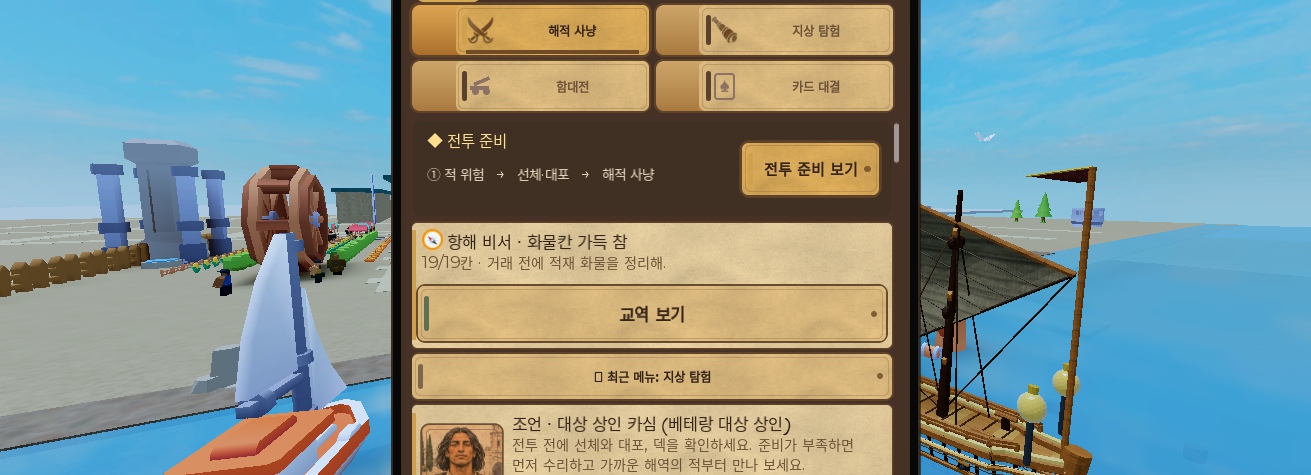 해적 사냥
지상 탐험
함대전
카드 대결
전투 준비
① 적 위험 → 선체·대포 → 해적 사냥
전투 준비 보기
항해 비서 · 화물칸 가득 참
19/19칸 · 거래 전에 적재 화물을 정리해.
교역 보기
최근 메뉴: 지상 탐험
조언 · 대상 상인 카심 (베테랑 대상 상인)
전투 전에 선체와 대포, 덱을 확인하세요. 준비가 부족하면
먼저 수리하고 가까운 해역의 적부터 만나 보세요.